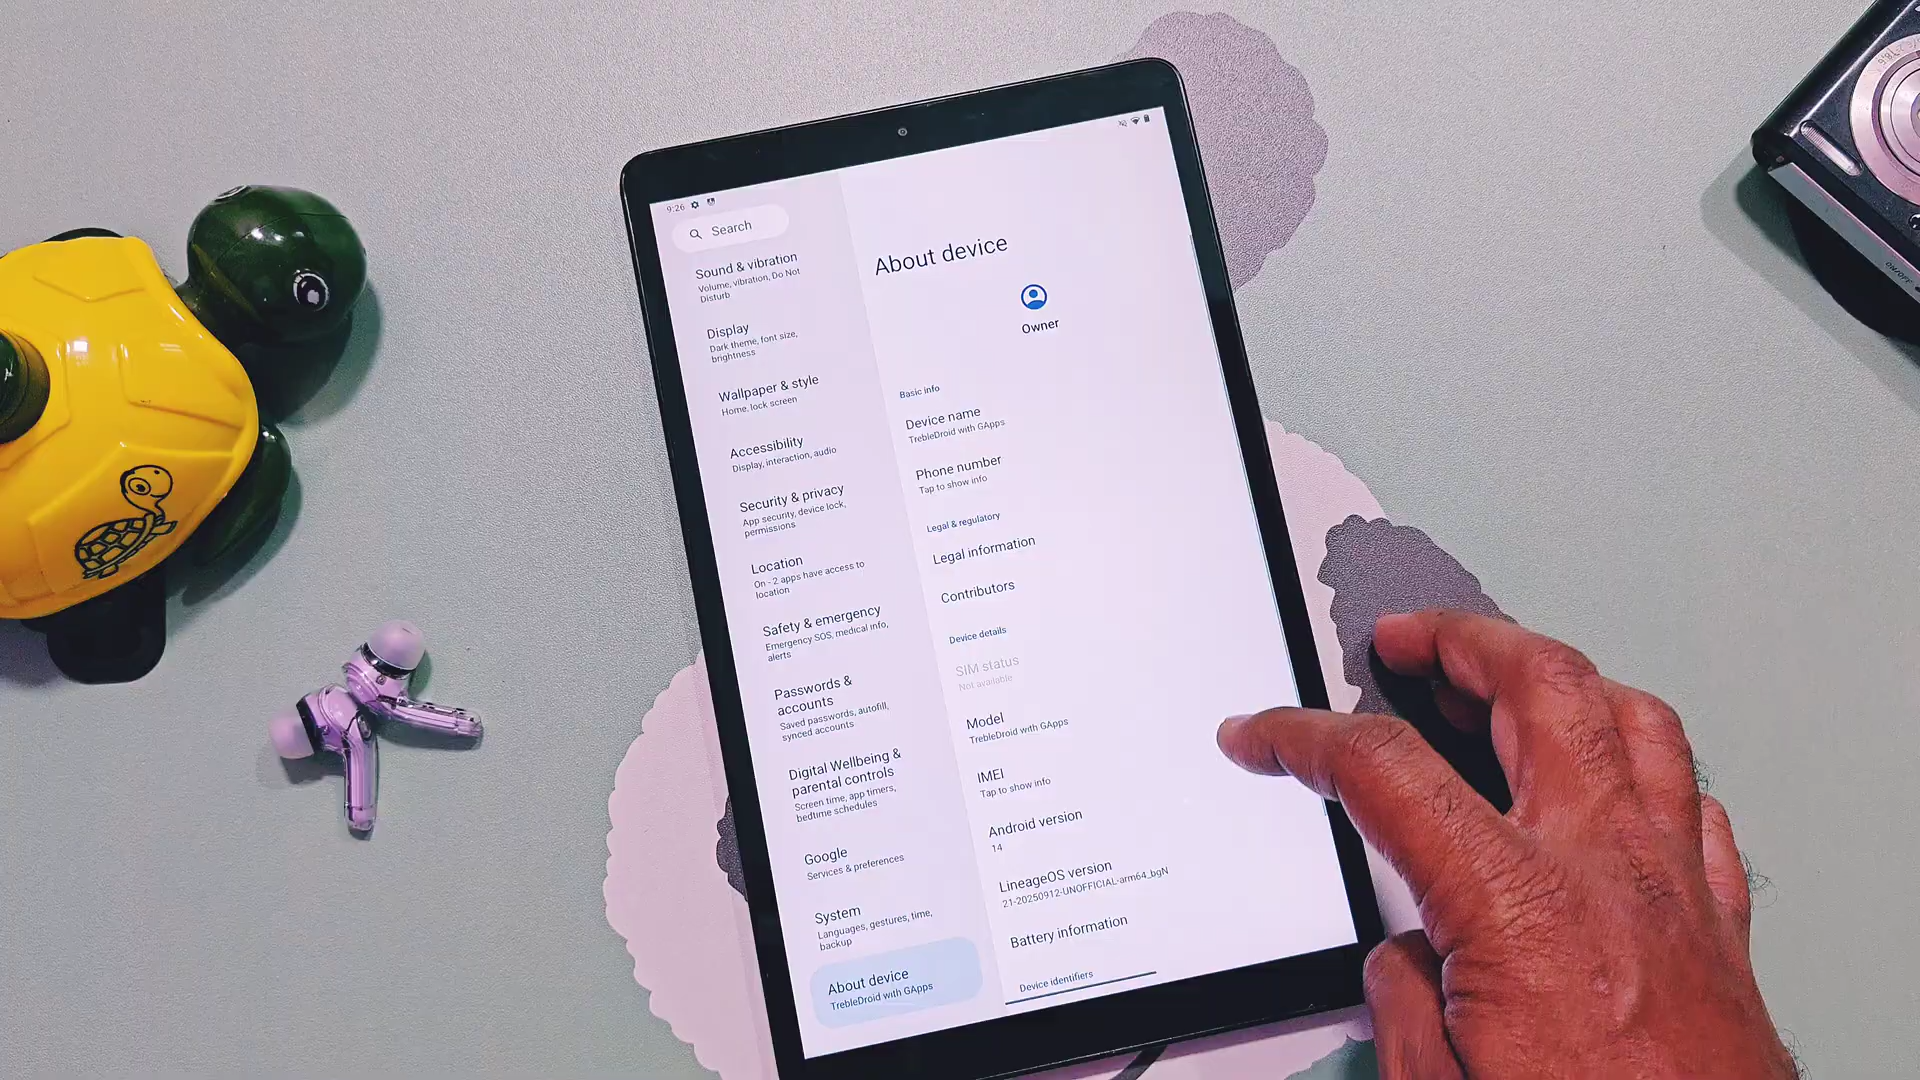 9:26
Search
Sound & vibration
Volume, vibration, Do Not
Disturb
Display
Dark theme, font size,
brightness
Wallpaper & style
Home, lock screen
Accessibility
Display, interaction, audio
Security & privacy
App security, device lock,
permissions
Location
On - 2 apps have access to
location
Safety & emergency
Emergency SOS, medical info,
alerts
Passwords &
accounts
Saved passwords, autofill,
synced accounts
Digital Wellbeing &
parental controls
Screen time, app timers,
bedtime schedules
Google
Services & preferences
System
Languages, gestures, time,
backup
About device
TrebleDroid with GApps
About device
Owner
Basic info
Device name
TrebleDroid with GApps
Phone number
Tap to show info
Legal & regulatory
Legal information
Contributors
Device details
SIM status
Not available
Model
TrebleDroid with GApps
IMEI
Tap to show info
Android version
14
LineageOS version
21-20250912-UNOFFICIAL-arm64_bgN
Battery information
Device identifiers
ON/OFF